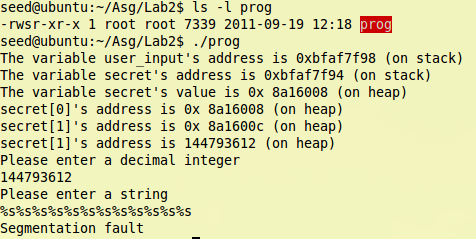 seed@ubuntu:~/Asg/Lab2$ ls -l prog
-rwsr-xr-x 1 root root 7339 2011-09-19 12:18 prog
seed@ubuntu:~/Asg/Lab2$ ./prog
The variable user_input's address is 0xbfaf7f98 (on stack)
The variable secret's address is 0xbfaf7f94 (on stack)
The variable secret's value is 0x 8a16008 (on heap)
secret[0]'s address is 0x 8a16008 (on heap)
secret[1]'s address is 0x 8a1600c (on heap)
secret[1]'s address is 144793612 (on heap)
Please enter a decimal integer
144793612
Please enter a string
%s%s%s%s%s%s%s%s%s%s%s%s
Segmentation fault